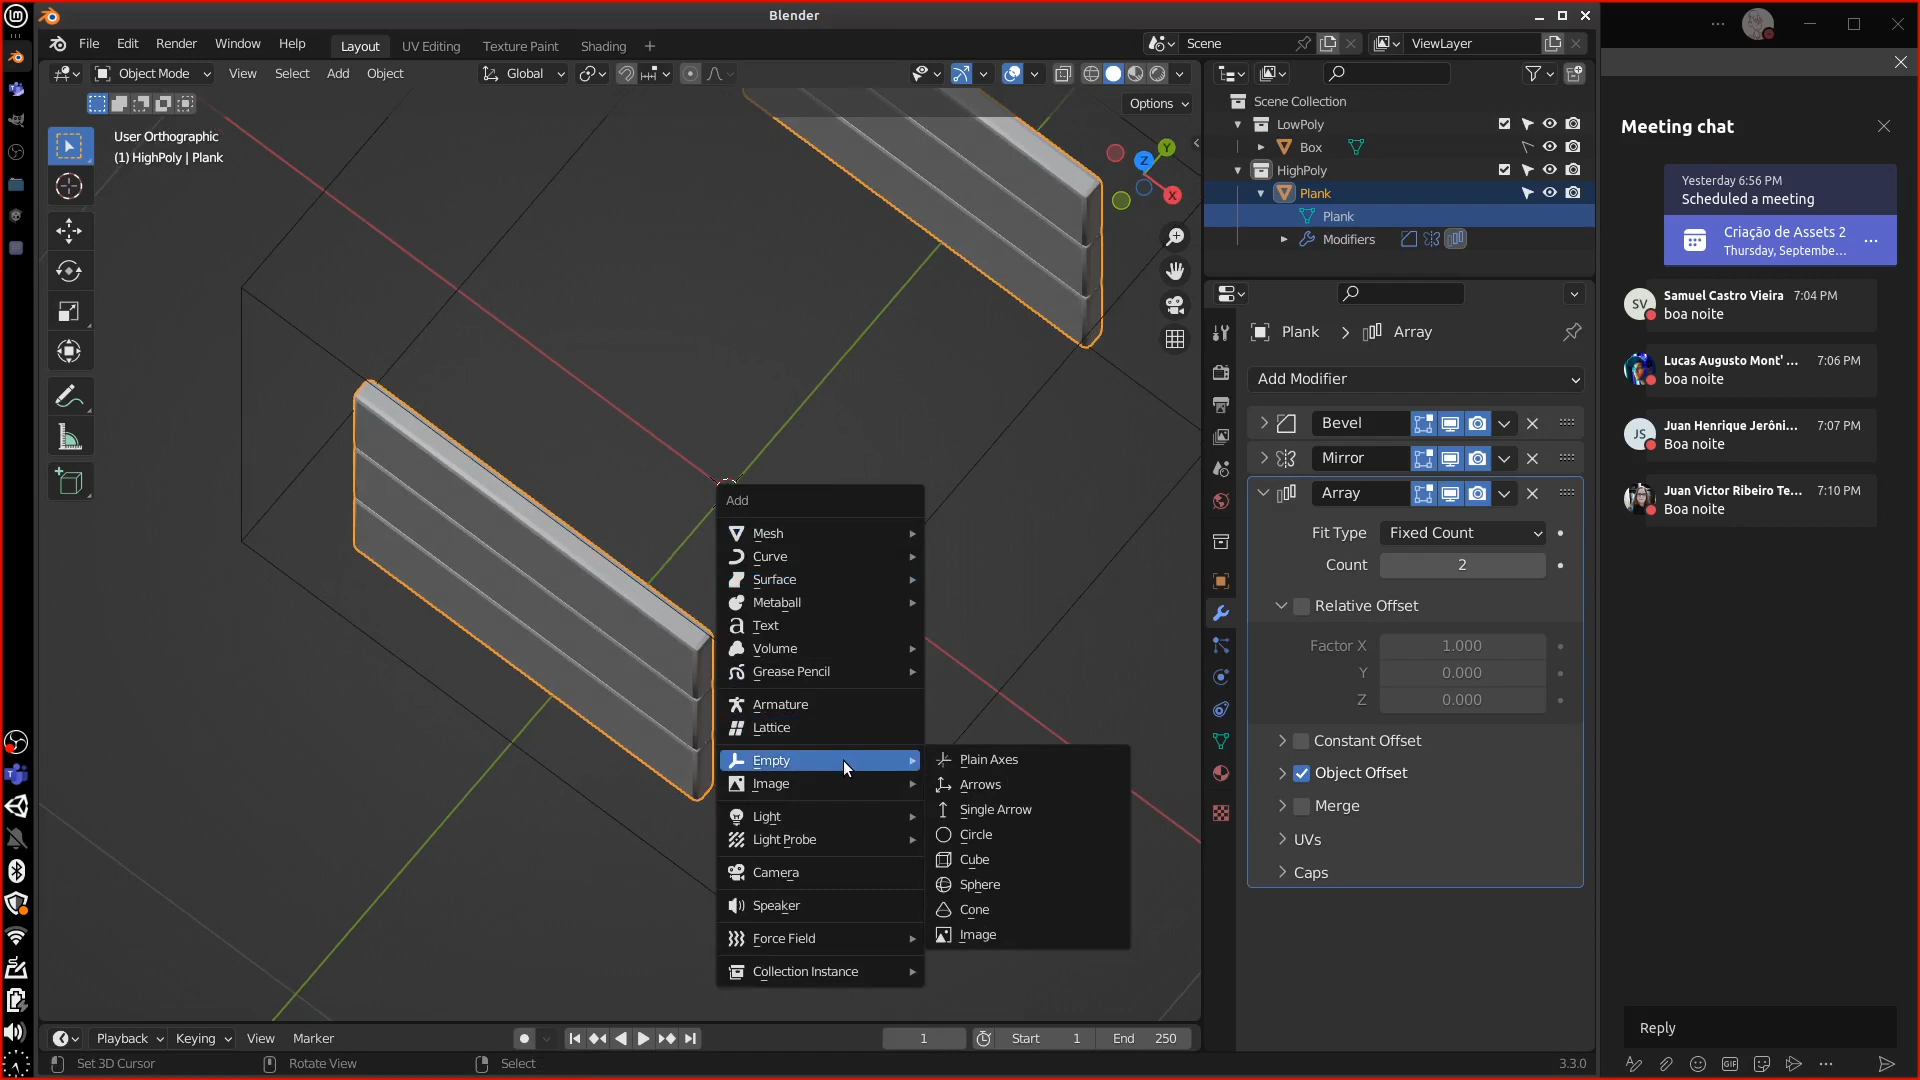 Blender
File Edit Render Window Help
Layout UV Editing Texture Paint Shading +
Scene
ViewLayer
Object Mode View Select Add Object
Global
Options
User Orthographic
(1) HighPoly | Plank
Z
Y
X
Add
Mesh
Curve
Surface
Metaball
Text
Volume
Grease Pencil
Armature
Lattice
Empty
Image
Light
Light Probe
Camera
Speaker
Force Field
Collection Instance
Plain Axes
Arrows
Single Arrow
Circle
Cube
Sphere
Cone
Image
Playback Keying View Marker
1
Start 1
End 250
Set 3D Cursor
Rotate View
Select
3.3.0
Scene Collection
LowPoly
Box
HighPoly
Plank
Plank
Modifiers
Plank > Array
Add Modifier
Bevel
Mirror
Array
Fit Type Fixed Count
Count 2
Relative Offset
Factor X 1.000
Y 0.000
Z 0.000
Constant Offset
Object Offset
Merge
UVs
Caps
Meeting chat
Yesterday 6:56 PM
Scheduled a meeting
Criação de Assets 2
Thursday, Septembe...
SV
Samuel Castro Vieira 7:04 PM
boa noite
Lucas Augusto Mont' ... 7:06 PM
boa noite
JS
Juan Henrique Jerôni... 7:07 PM
Boa noite
Juan Victor Ribeiro Te... 7:10 PM
Boa noite
Reply
GIF